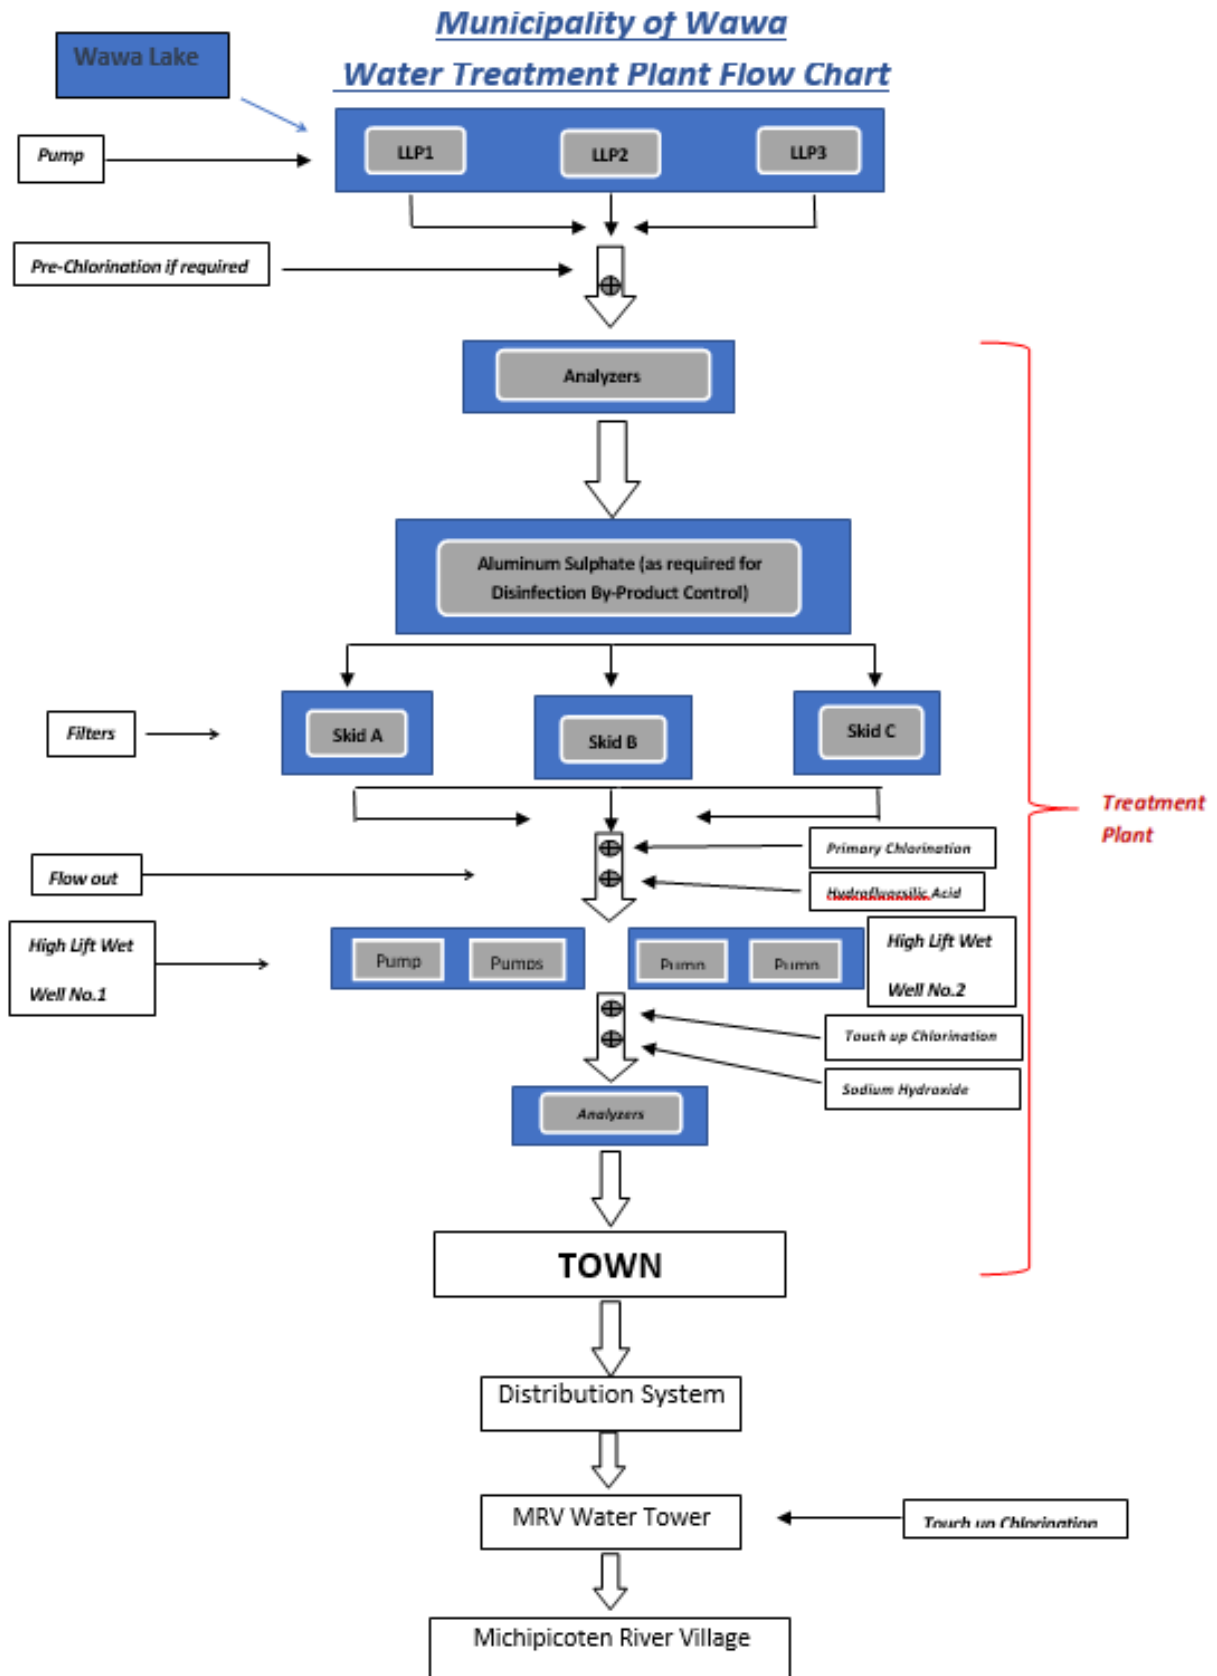 Municipality of Wawa
Water Treatment Plant Flow Chart
Wawa Lake
Pump
LLP1
LLP2
LLP3
Pre-Chlorination if required
Analyzers
Aluminum Sulphate (as required for
Disinfection By-Product Control)
Filters
Skid A
Skid B
Skid C
Treatment
Plant
Primary Chlorination
Flow out
Hydrofluorsilic Acid
High Lift Wet
Well No.1
Pump
Pumps
Pump
Pump
High Lift Wet
Well No.2
Touch up Chlorination
Sodium Hydroxide
Analyzers
TOWN
Distribution System
MRV Water Tower
Touch up Chlorination
Michipicoten River Village